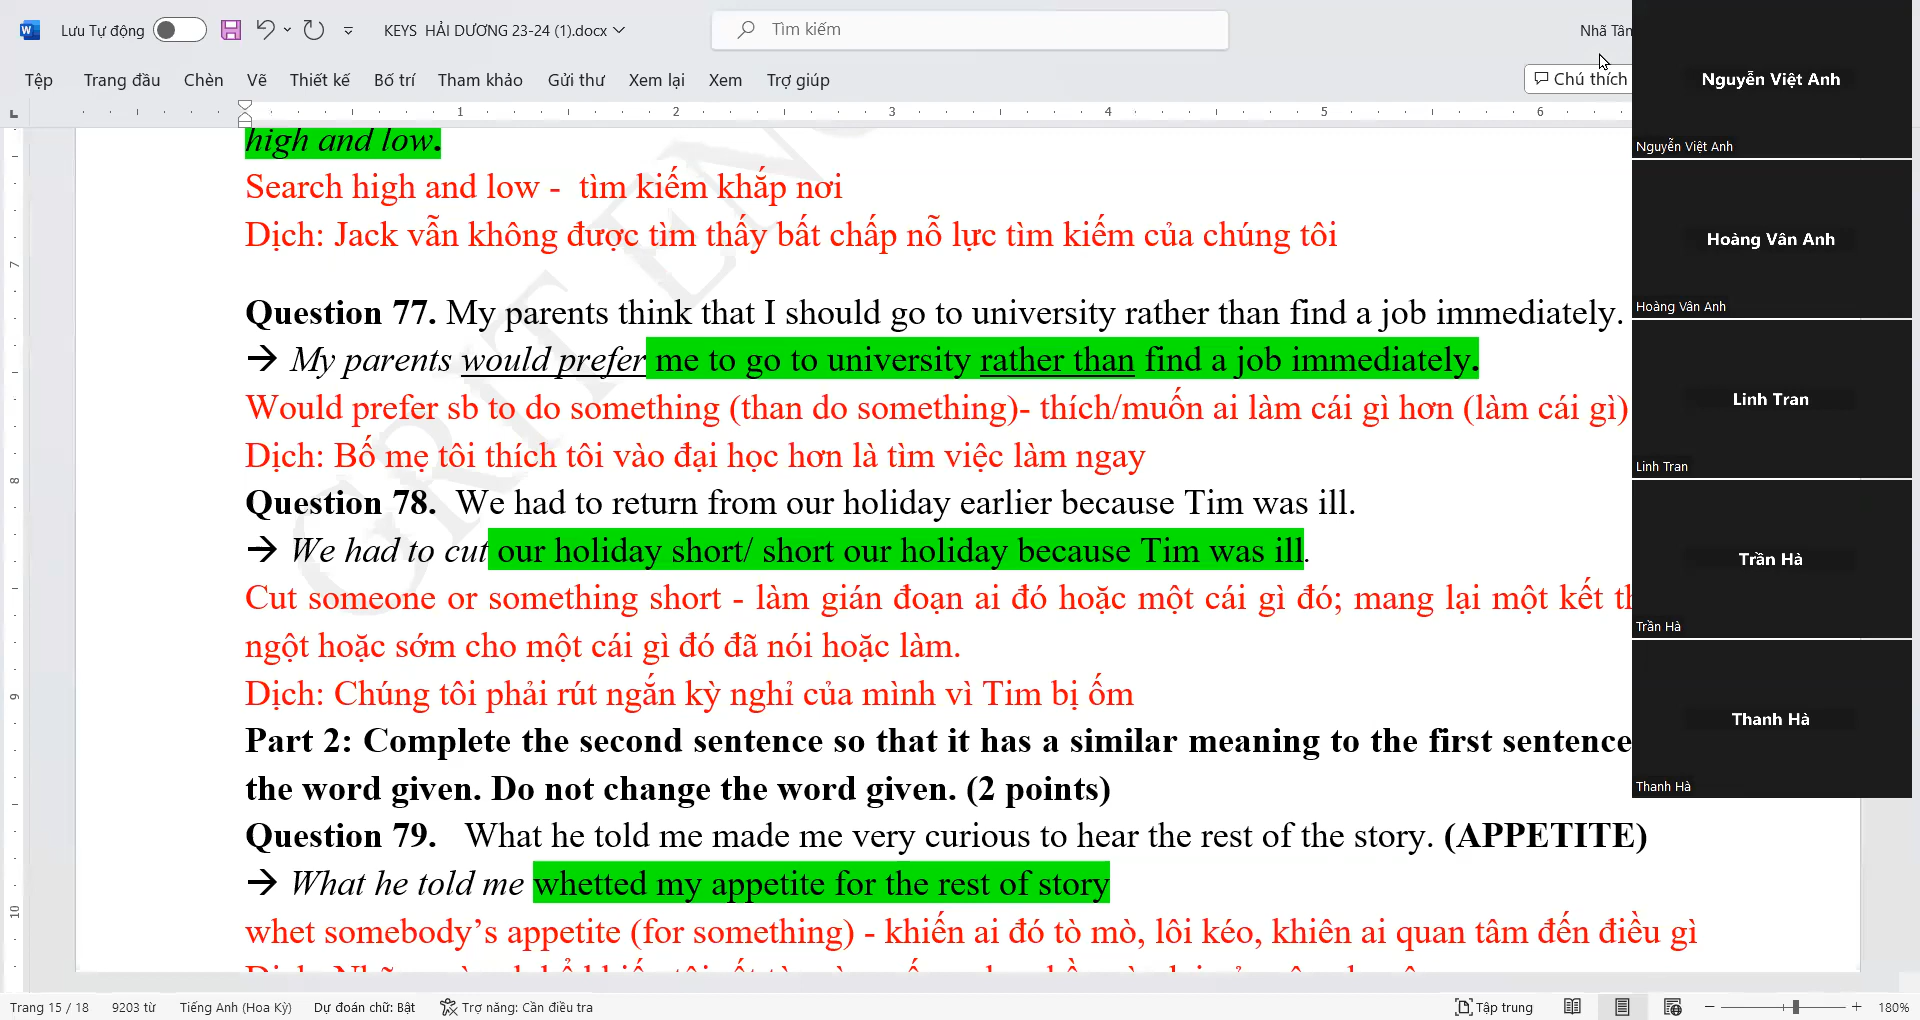 Lưu Tự động
KEYS HẢI DƯƠNG 23-24 (1).docx
Tìm kiếm
Nhã Tân
Tệp Trang đầu Chèn Vẽ Thiết kế Bố trí Tham khảo Gửi thư Xem lại Xem Trợ giúp
Chú thích
1 2 3 4 5 6
high and low.
Search high and low - tìm kiếm khắp nơi
Dịch: Jack vẫn không được tìm thấy bất chấp nỗ lực tìm kiếm của chúng tôi
Question 77. My parents think that I should go to university rather than find a job immediately.
→ My parents would prefer me to go to university rather than find a job immediately.
Would prefer sb to do something (than do something)- thích/muốn ai làm cái gì hơn (làm cái gì)
Dịch: Bố mẹ tôi thích tôi vào đại học hơn là tìm việc làm ngay
Question 78. We had to return from our holiday earlier because Tim was ill.
→ We had to cut our holiday short/ short our holiday because Tim was ill.
Cut someone or something short - làm gián đoạn ai đó hoặc một cái gì đó; mang lại một kết
ngột hoặc sớm cho một cái gì đó đã nói hoặc làm.
Dịch: Chúng tôi phải rút ngắn kỳ nghỉ của mình vì Tim bị ốm
Part 2: Complete the second sentence so that it has a similar meaning to the first sentence
the word given. Do not change the word given. (2 points)
Question 79. What he told me made me very curious to hear the rest of the story. (APPETITE)
→ What he told me whetted my appetite for the rest of story
whet somebody’s appetite (for something) - khiến ai đó tò mò, lôi kéo, khiên ai quan tâm đến điều gì
7
8
9
10
Nguyễn Việt Anh
Nguyễn Việt Anh
Hoàng Vân Anh
Hoàng Vân Anh
Linh Tran
Linh Tran
Trần Hà
Trần Hà
Thanh Hà
Thanh Hà
Trang 15 / 18 9203 từ Tiếng Anh (Hoa Kỳ) Dự đoán chữ: Bật Trợ năng: Cần điều tra
Tập trung
180%